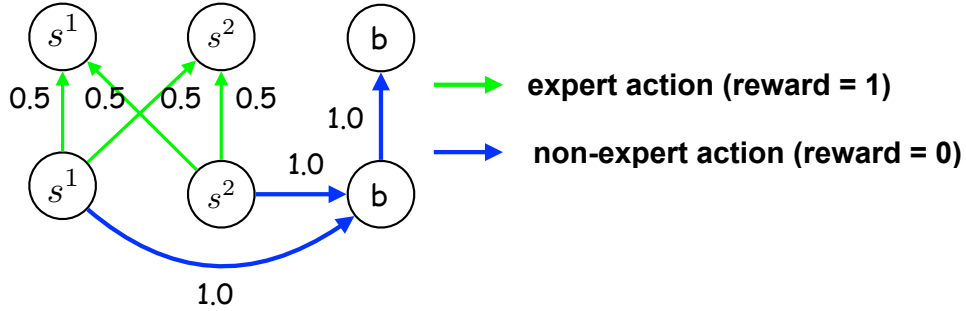 s¹ s² b
0.5 0.5 0.5 0.5
expert action (reward = 1)
1.0
non-expert action (reward = 0)
1.0
s¹ s² b
1.0